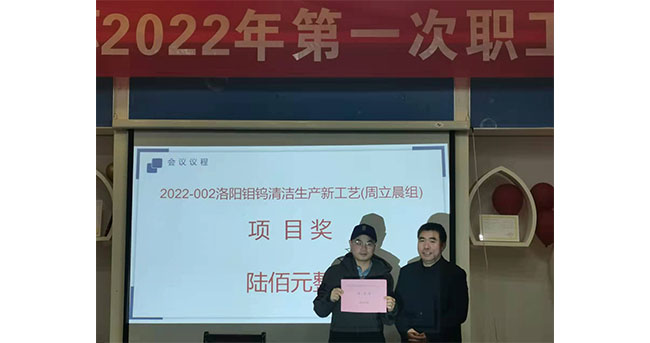 2022年第一次职工
会议议程
2022-002洛阳钼钨清洁生产新工艺(周立晨组)
项目奖
陆佰元整